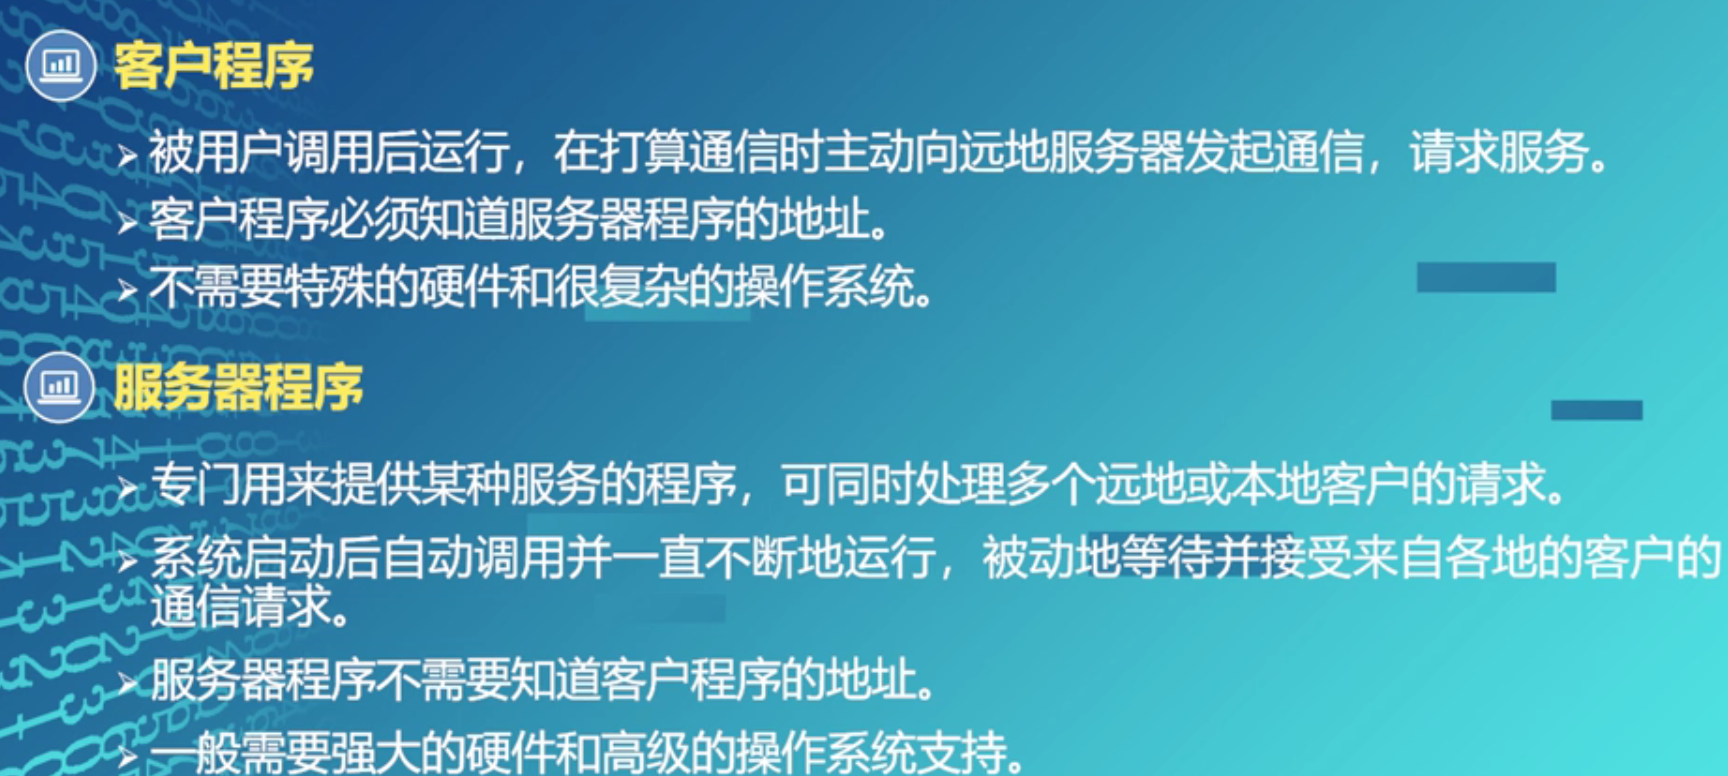 客户程序
被用户调用后运行，在打算通信时主动向远地服务器发起通信，请求服务。
客户程序必须知道服务器程序的地址。
不需要特殊的硬件和很复杂的操作系统。
服务器程序
专门用来提供某种服务的程序，可同时处理多个远地或本地客户的请求。
系统启动后自动调用并一直不断地运行，被动地等待并接受来自各地的客户的
通信请求。
服务器程序不需要知道客户程序的地址。
一般需要强大的硬件和高级的操作系统支持。